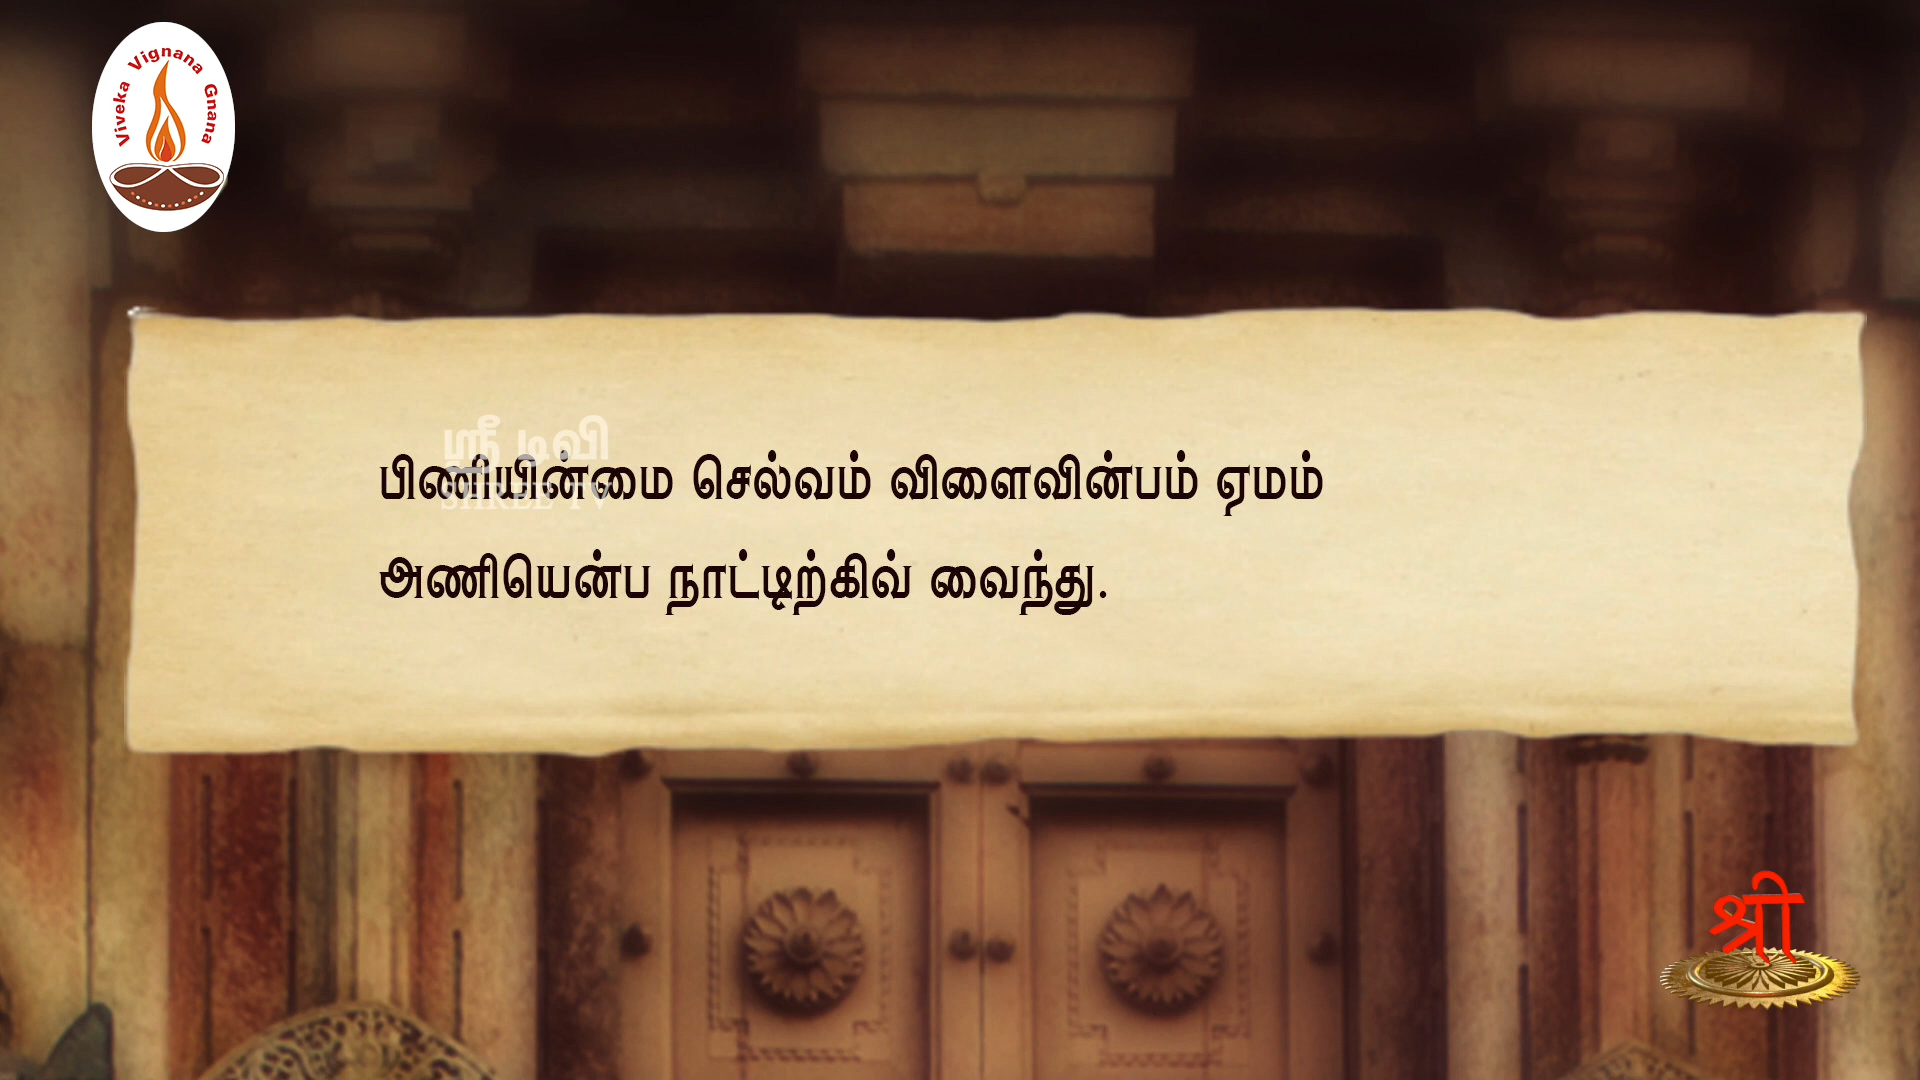 Viveka Vignana Gnana
ஸ்ரீ டிவி
SHREE TV
பிணியின்மை செல்வம் விளைவின்பம் ஏமம்
அணியென்ப நாட்டிற்கிவ் வைந்து.
श्री